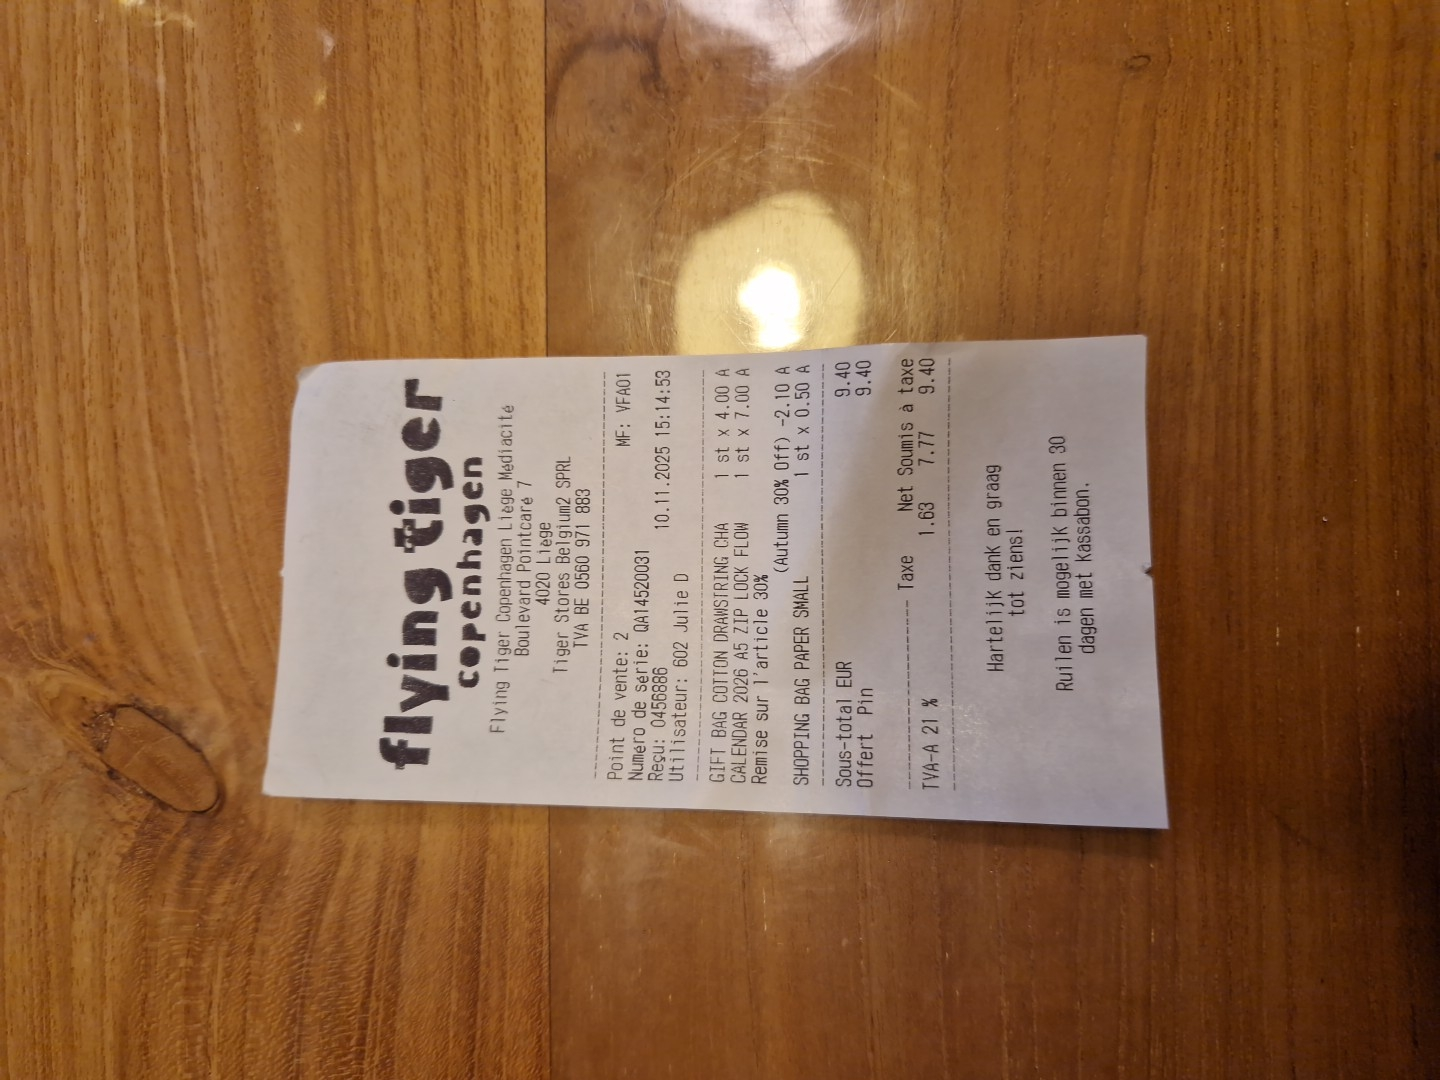 flying tiger
copenhagen
Flying Tiger Copenhagen Liège Médiacité
Boulevard Pointcaré 7
4020 Liège
Tiger Stores Belgium2 SPRL
TVA BE 0560 971 883
Point de vente: 2 MF: VFA01
Numéro de série: QA14520031
Reçu: 0456886 10.11.2025 15:14:53
Utilisateur: 602 Julie D
GIFT BAG COTTON DRAWSTRING CHA 1 st x 4.00 A
CALENDAR 2026 A5 ZIP LOCK FLOW 1 st x 7.00 A
Remise sur l'article 30%
(Autumn 30% Off) -2.10 A
SHOPPING BAG PAPER SMALL 1 st x 0.50 A
Sous-total EUR 9.40
Offert Pin 9.40
Taxe Net Soumis à taxe
TVA-A 21 % 1.63 7.77 9.40
Hartelijk dank en graag
tot ziens!
Ruilen is mogelijk binnen 30
dagen met kassabon.